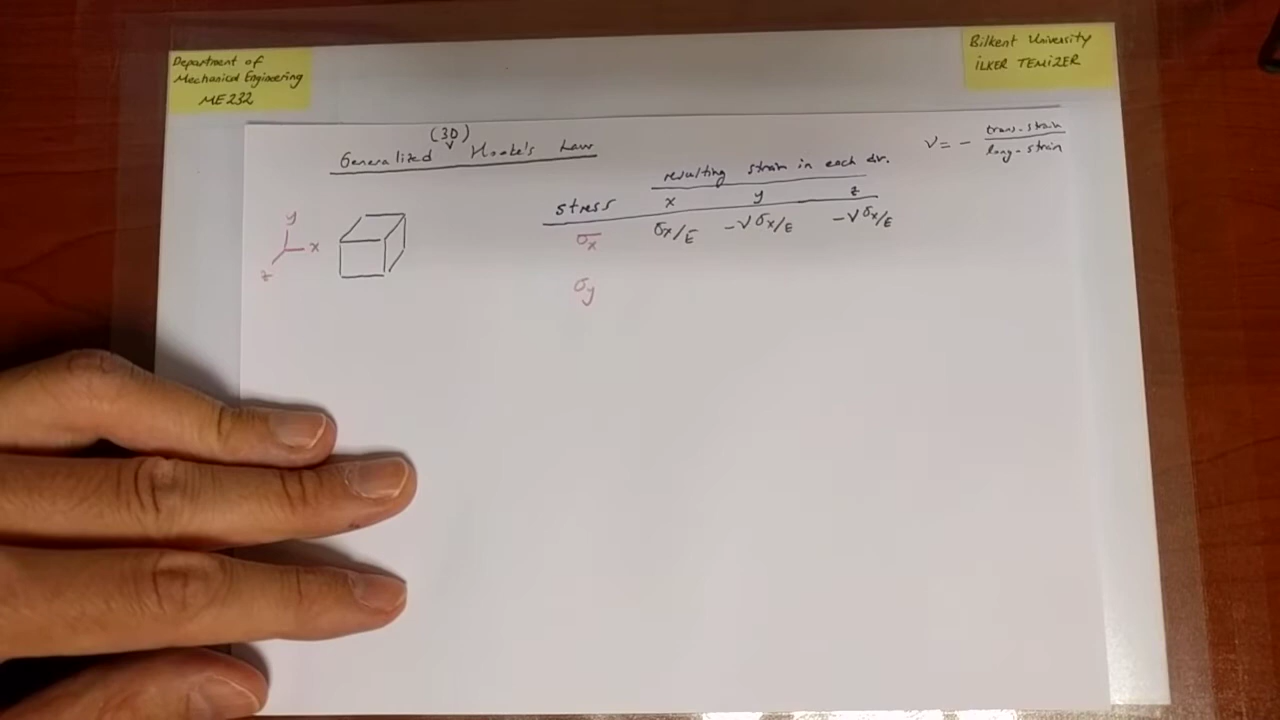 Department of
Mechanical Engineering
ME232
Bilkent University
İLKER TEMİZER
(3D)
Generalized Hooke's Law
ν = - trans-strain / long-strain
resulting strain in each dir.
stress x y z
σx σx/E -νσx/E -νσx/E
σy
y
x
z